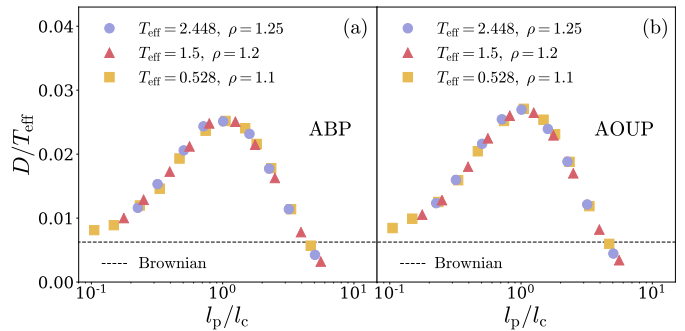 0.04
0.03
0.02
0.01
0.00
D/T_eff
T_eff = 2.448, ρ = 1.25
T_eff = 1.5, ρ = 1.2
T_eff = 0.528, ρ = 1.1
(a)
ABP
Brownian
10^-1
10^0
10^1
l_p/l_c
T_eff = 2.448, ρ = 1.25
T_eff = 1.5, ρ = 1.2
T_eff = 0.528, ρ = 1.1
(b)
AOUP
Brownian
10^-1
10^0
10^1
l_p/l_c